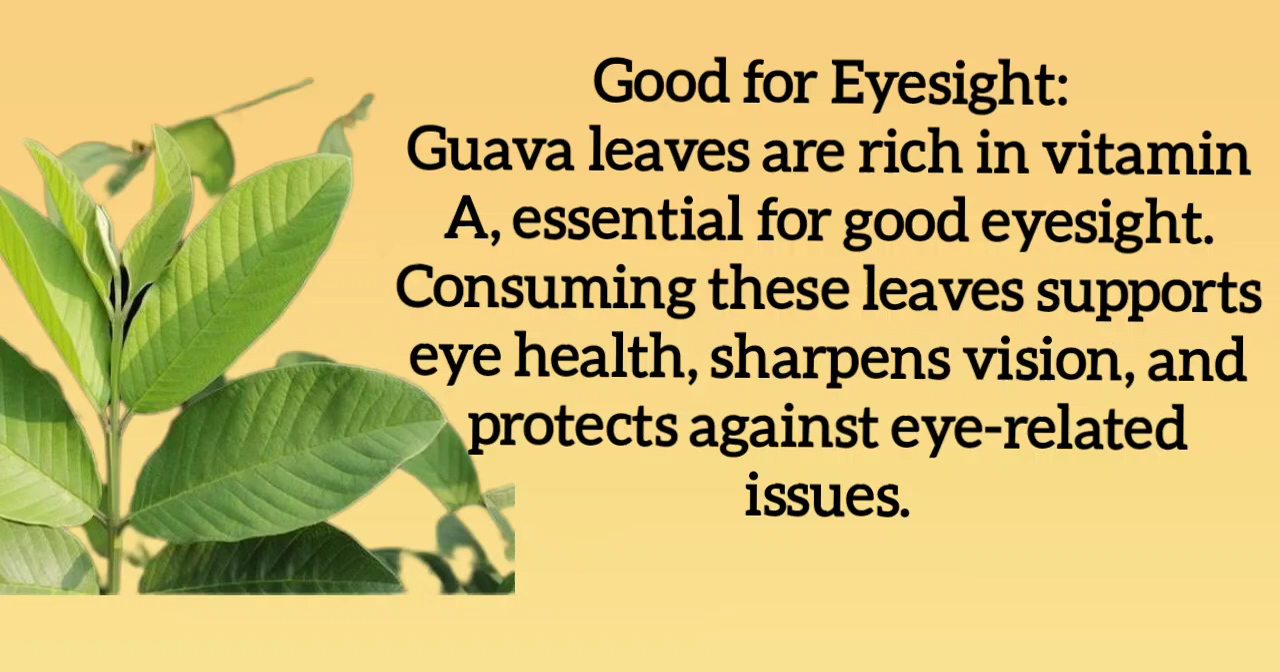 Good for Eyesight:
Guava leaves are rich in vitamin
A, essential for good eyesight.
Consuming these leaves supports
eye health, sharpens vision, and
protects against eye-related
issues.